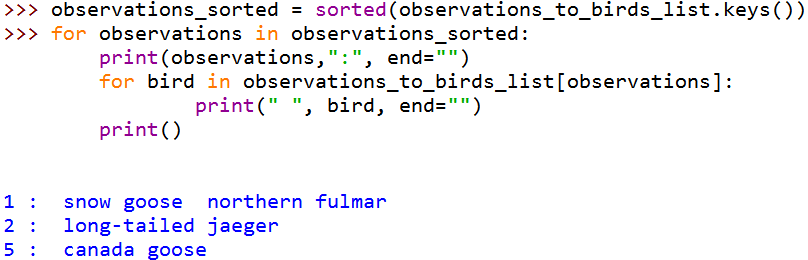 >>> observations_sorted = sorted(observations_to_birds_list.keys())
>>> for observations in observations_sorted:
        print(observations,":", end="")
        for bird in observations_to_birds_list[observations]:
                print(" ", bird, end="")
        print()
1 :  snow goose  northern fulmar
2 :  long-tailed jaeger
5 :  canada goose